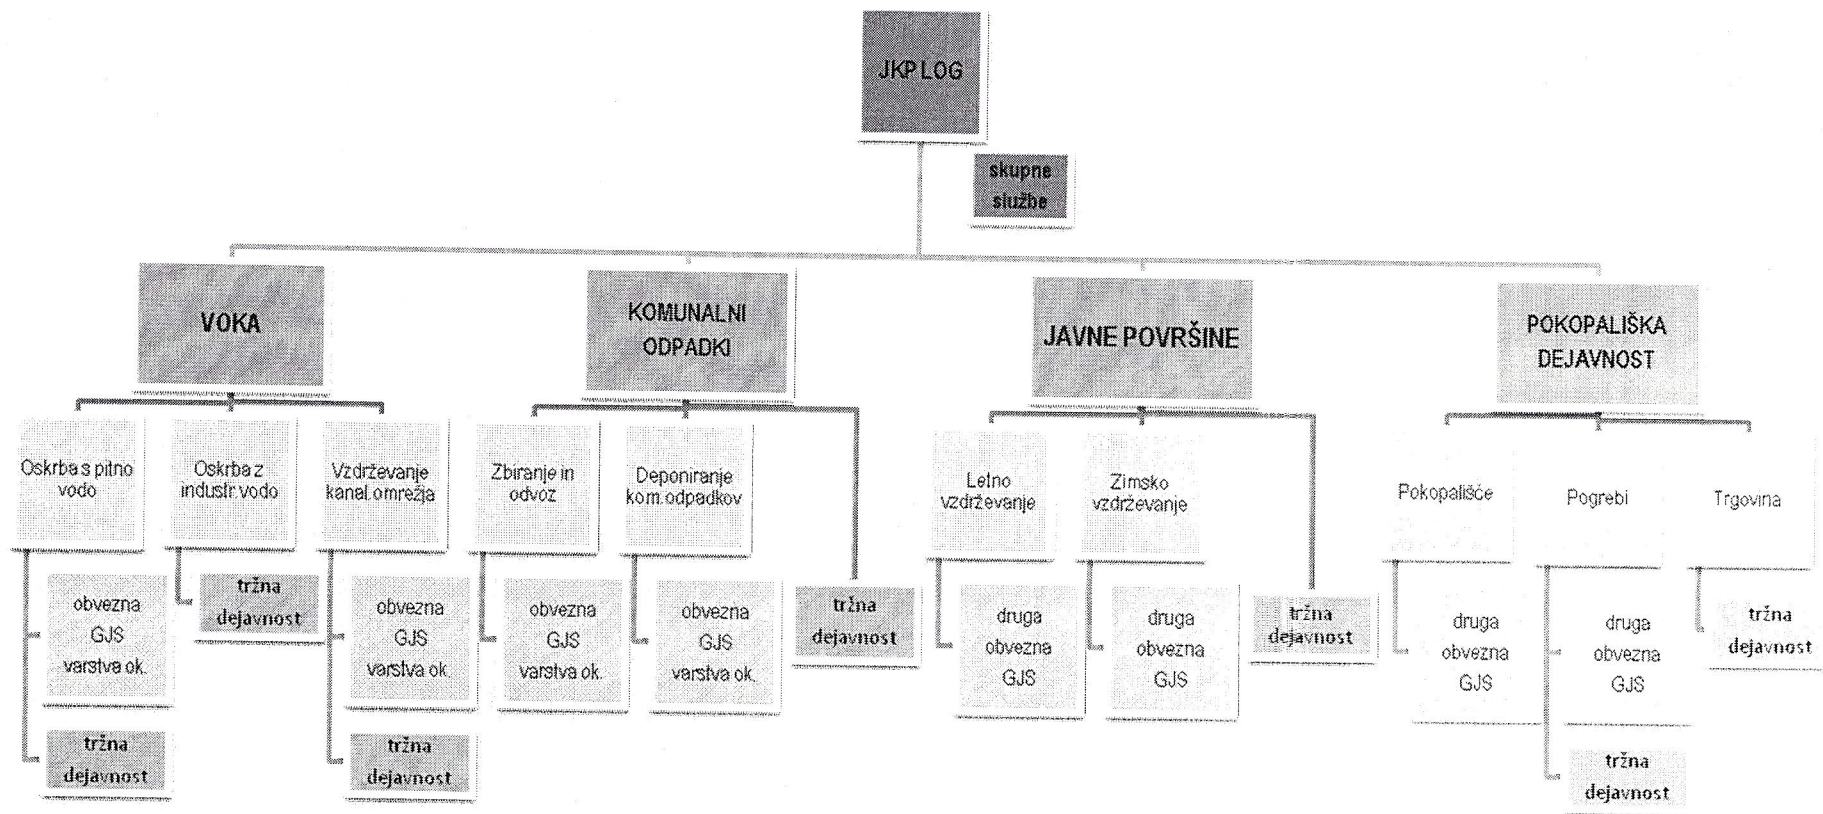 JKP LOG
skupne
službe
VOKA
KOMUNALNI
ODPADKI
JAVNE POVRŠINE
POKOPALIŠKA
DEJAVNOST
Oskrba s pitno
vodo
Oskrba z
industr. vodo
Vzdrževanje
kanal. omrežja
Zbiranje in
odvoz
Deponiranje
kom. odpadkov
Letno
vzdrževanje
Zimsko
vzdrževanje
Pokopališče
Pogrebi
Trgovina
obvezna
GJS
varstva ok.
tržna
dejavnost
obvezna
GJS
varstva ok.
obvezna
GJS
varstva ok.
obvezna
GJS
varstva ok.
tržna
dejavnost
druga
obvezna
GJS
druga
obvezna
GJS
tržna
dejavnost
druga
obvezna
GJS
druga
obvezna
GJS
tržna
dejavnost
tržna
dejavnost
tržna
dejavnost
tržna
dejavnost